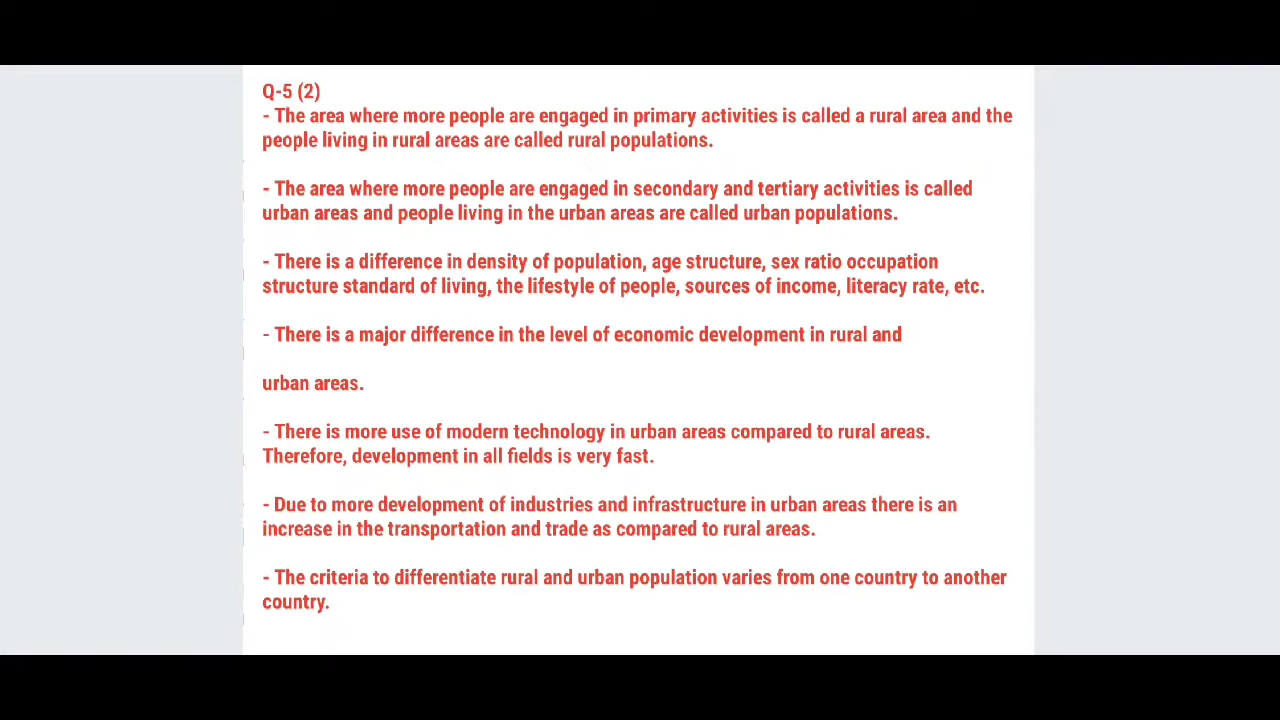 Q-5 (2)
- The area where more people are engaged in primary activities is called a rural area and the
people living in rural areas are called rural populations.
- The area where more people are engaged in secondary and tertiary activities is called
urban areas and people living in the urban areas are called urban populations.
- There is a difference in density of population, age structure, sex ratio occupation
structure standard of living, the lifestyle of people, sources of income, literacy rate, etc.
- There is a major difference in the level of economic development in rural and
urban areas.
- There is more use of modern technology in urban areas compared to rural areas.
Therefore, development in all fields is very fast.
- Due to more development of industries and infrastructure in urban areas there is an
increase in the transportation and trade as compared to rural areas.
- The criteria to differentiate rural and urban population varies from one country to another
country.